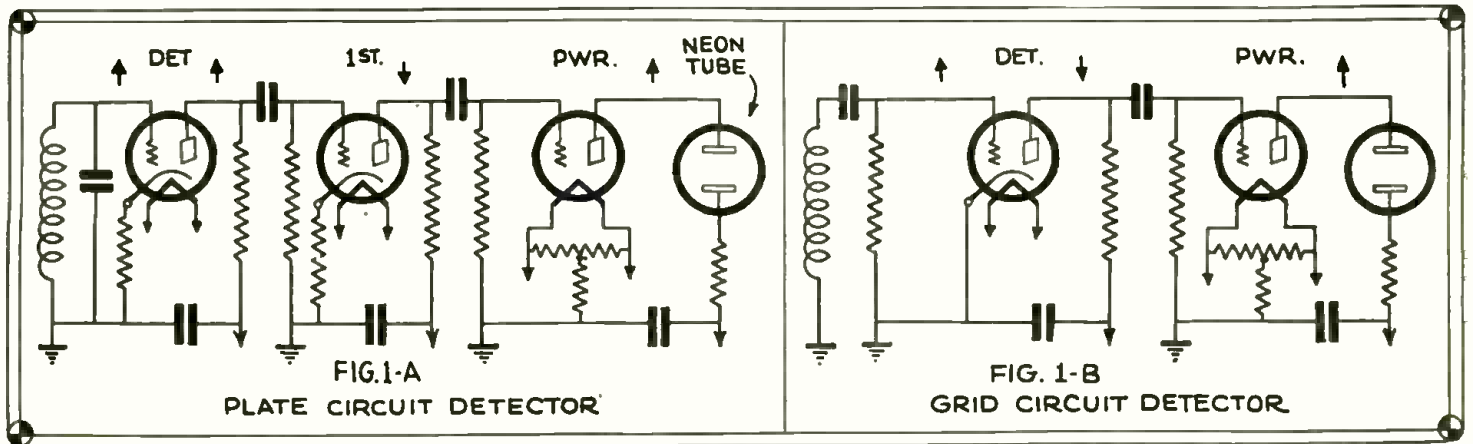 DET
1ST.
PWR.
NEON
TUBE
FIG.1-A
PLATE CIRCUIT DETECTOR
DET.
PWR.
FIG. 1-B
GRID CIRCUIT DETECTOR